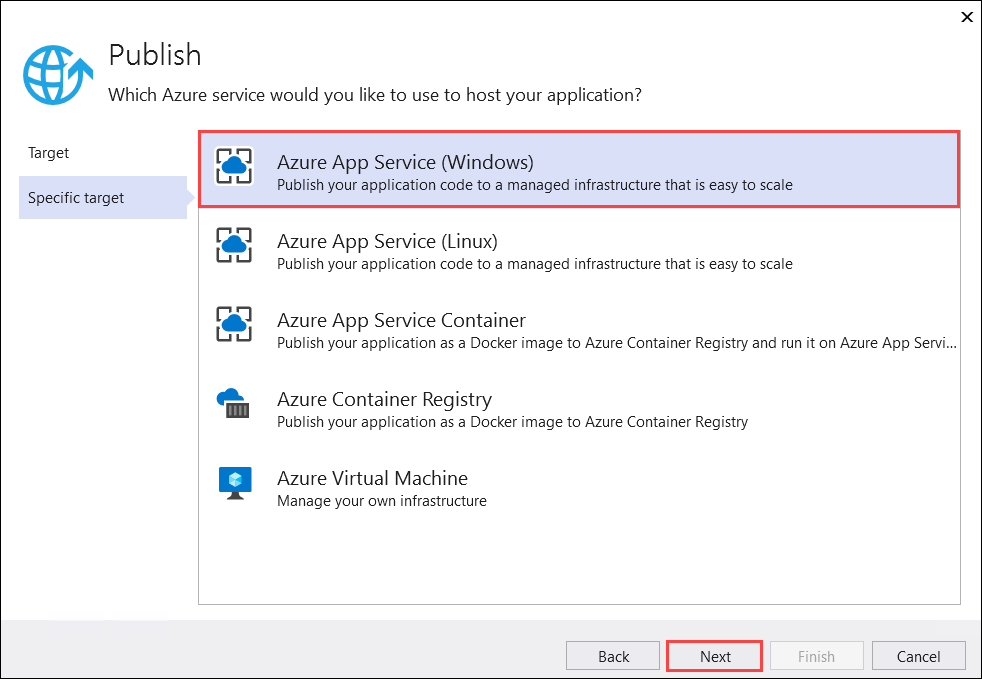 Publish
Which Azure service would you like to use to host your application?
Target
Specific target
Azure App Service (Windows)
Publish your application code to a managed infrastructure that is easy to scale
Azure App Service (Linux)
Publish your application code to a managed infrastructure that is easy to scale
Azure App Service Container
Publish your application as a Docker image to Azure Container Registry and run it on Azure App Servi...
Azure Container Registry
Publish your application as a Docker image to Azure Container Registry
Azure Virtual Machine
Manage your own infrastructure
Back
Next
Finish
Cancel